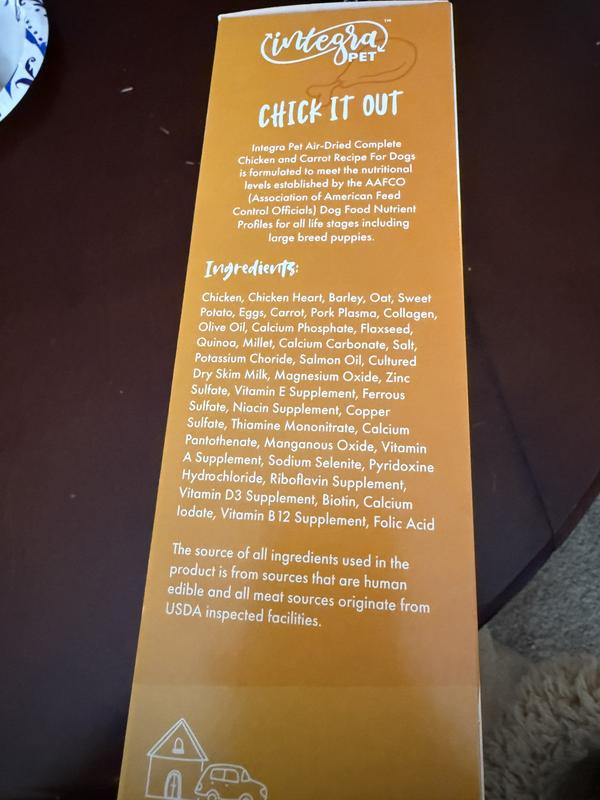 integra™
PET
CHICK IT OUT
Integra Pet Air-Dried Complete
Chicken and Carrot Recipe For Dogs
is formulated to meet the nutritional
levels established by the AAFCO
(Association of American Feed
Control Officials) Dog Food Nutrient
Profiles for all life stages including
large breed puppies.
Ingredients:
Chicken, Chicken Heart, Barley, Oat, Sweet
Potato, Eggs, Carrot, Pork Plasma, Collagen,
Olive Oil, Calcium Phosphate, Flaxseed,
Quinoa, Millet, Calcium Carbonate, Salt,
Potassium Choride, Salmon Oil, Cultured
Dry Skim Milk, Magnesium Oxide, Zinc
Sulfate, Vitamin E Supplement, Ferrous
Sulfate, Niacin Supplement, Copper
Sulfate, Thiamine Mononitrate, Calcium
Pantothenate, Manganous Oxide, Vitamin
A Supplement, Sodium Selenite, Pyridoxine
Hydrochloride, Riboflavin Supplement,
Vitamin D3 Supplement, Biotin, Calcium
Iodate, Vitamin B12 Supplement, Folic Acid
The source of all ingredients used in the
product is from sources that are human
edible and all meat sources originate from
USDA inspected facilities.